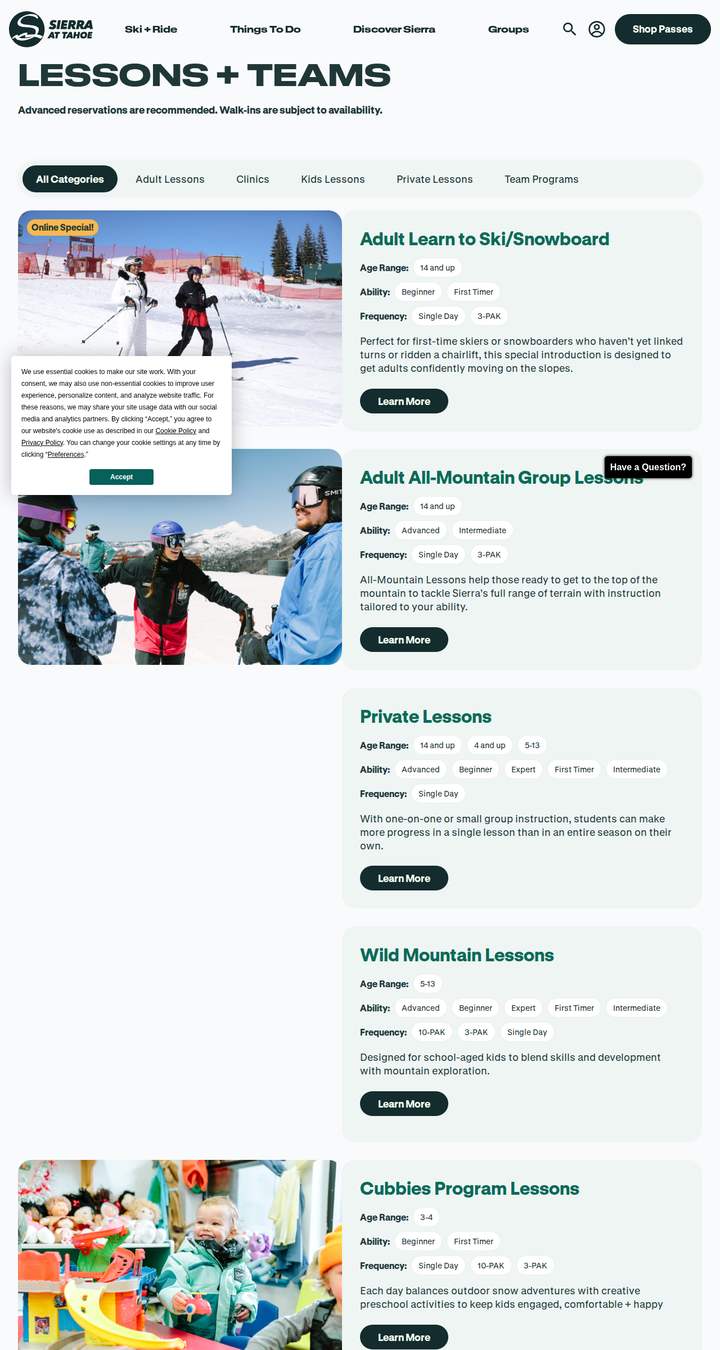 SIERRA
AT TAHOE
Ski + Ride
Things To Do
Discover Sierra
Groups
Shop Passes
LESSONS + TEAMS
Advanced reservations are recommended. Walk-ins are subject to availability.
All Categories
Adult Lessons
Clinics
Kids Lessons
Private Lessons
Team Programs
Online Special!
Adult Learn to Ski/Snowboard
Age Range: 14 and up
Ability: Beginner First Timer
Frequency: Single Day 3-PAK
Perfect for first-time skiers or snowboarders who haven't yet linked
turns or ridden a chairlift, this special introduction is designed to
get adults confidently moving on the slopes.
Learn More
We use essential cookies to make our site work. With your
consent, we may also use non-essential cookies to improve user
experience, personalize content, and analyze website traffic. For
these reasons, we may share your site usage data with our social
media and analytics partners. By clicking "Accept," you agree to
our website's cookie use as described in our Cookie Policy and
Privacy Policy. You can change your cookie settings at any time by
clicking "Preferences."
Accept
SMIT
Have a Question?
Adult All-Mountain Group Lessons
Age Range: 14 and up
Ability: Advanced Intermediate
Frequency: Single Day 3-PAK
All-Mountain Lessons help those ready to get to the top of the
mountain to tackle Sierra's full range of terrain with instruction
tailored to your ability.
Learn More
Private Lessons
Age Range: 14 and up 4 and up 5-13
Ability: Advanced Beginner Expert First Timer Intermediate
Frequency: Single Day
With one-on-one or small group instruction, students can make
more progress in a single lesson than in an entire season on their
own.
Learn More
Wild Mountain Lessons
Age Range: 5-13
Ability: Advanced Beginner Expert First Timer Intermediate
Frequency: 10-PAK 3-PAK Single Day
Designed for school-aged kids to blend skills and development
with mountain exploration.
Learn More
Cubbies Program Lessons
Age Range: 3-4
Ability: Beginner First Timer
Frequency: Single Day 10-PAK 3-PAK
Each day balances outdoor snow adventures with creative
preschool activities to keep kids engaged, comfortable + happy
Learn More